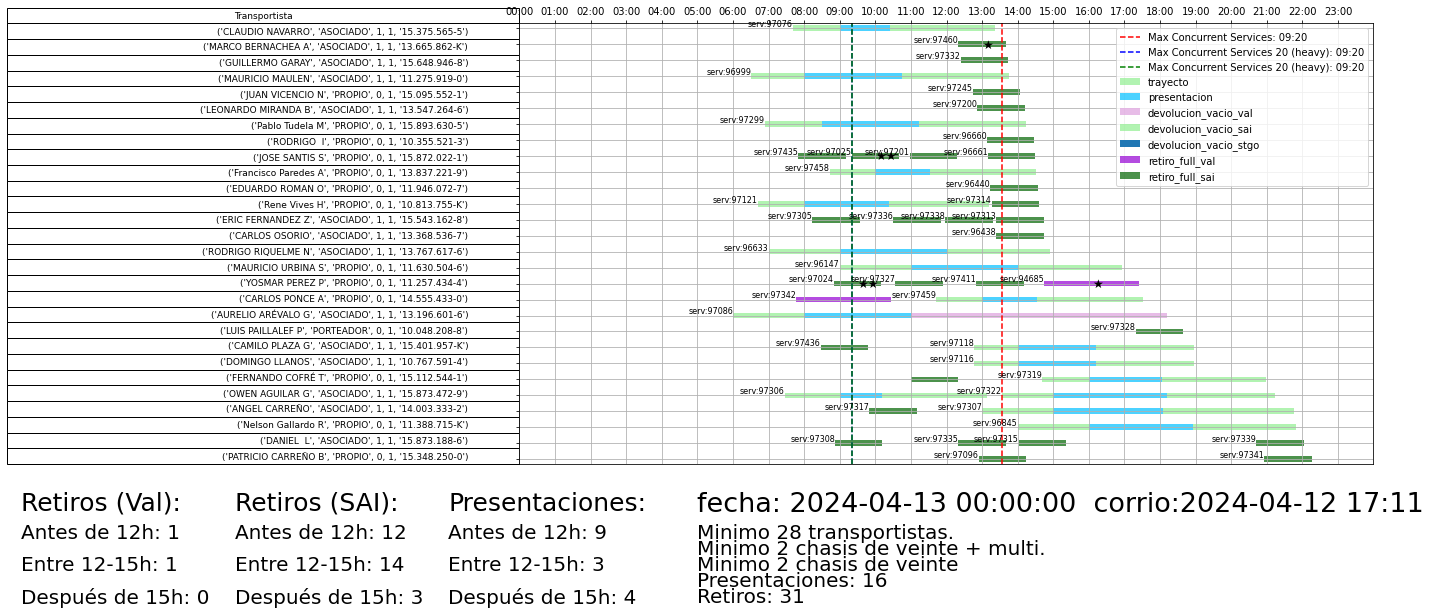 Transportista
00:00 01:00 02:00 03:00 04:00 05:00 06:00 07:00 08:00 09:00 10:00 11:00 12:00 13:00 14:00 15:00 16:00 17:00 18:00 19:00 20:00 21:00 22:00 23:00
('CLAUDIO NAVARRO', 'ASOCIADO', 1, 1, '15.375.565-5') serv:97076
('MARCO BERNACHEA A', 'ASOCIADO', 1, 1, '13.665.862-K') serv:97460
('GUILLERMO GARAY', 'ASOCIADO', 1, 1, '15.648.946-8') serv:97332
('MAURICIO MAULEN', 'ASOCIADO', 1, 1, '11.275.919-0') serv:96999
('JUAN VICENCIO N', 'PROPIO', 0, 1, '15.095.552-1') serv:97245
('LEONARDO MIRANDA B', 'ASOCIADO', 1, 1, '13.547.264-6') serv:97200
('Pablo Tudela M', 'PROPIO', 0, 1, '15.893.630-5') serv:97299
('RODRIGO  I', 'PROPIO', 0, 1, '10.355.521-3') serv:96660
('JOSE SANTIS S', 'PROPIO', 0, 1, '15.872.022-1') serv:97435 serv:97025 serv:97201 serv:96661
('Francisco Paredes A', 'PROPIO', 0, 1, '13.837.221-9') serv:97458
('EDUARDO ROMAN O', 'PROPIO', 0, 1, '11.946.072-7') serv:96440
('Rene Vives H', 'PROPIO', 0, 1, '10.813.755-K') serv:97121 serv:97314
('ERIC FERNANDEZ Z', 'ASOCIADO', 1, 1, '15.543.162-8') serv:97305 serv:97336 serv:97338 serv:97313
('CARLOS OSORIO', 'ASOCIADO', 1, 1, '13.368.536-7') serv:96438
('RODRIGO RIQUELME N', 'ASOCIADO', 1, 1, '13.767.617-6') serv:96633
('MAURICIO URBINA S', 'PROPIO', 0, 1, '11.630.504-6') serv:96147
('YOSMAR PEREZ P', 'PROPIO', 0, 1, '11.257.434-4') serv:97024 serv:97327 serv:97411 serv:94685
('CARLOS PONCE A', 'PROPIO', 0, 1, '14.555.433-0') serv:97342 serv:97459
('AURELIO ARÉVALO G', 'PROPIO', 0, 1, '13.196.601-6') serv:97086
('LUIS PAILLALEF P', 'PORTEADOR', 0, 1, '10.048.208-8') serv:97328
('CAMILO PLAZA G', 'ASOCIADO', 1, 1, '15.401.957-K') serv:97436 serv:97118
('DOMINGO LLANOS', 'ASOCIADO', 1, 1, '10.767.591-4') serv:97116
('FERNANDO COFRÉ T', 'PROPIO', 0, 1, '15.112.544-1') serv:97319
('OWEN AGUILAR G', 'ASOCIADO', 1, 1, '15.873.472-9') serv:97306 serv:97322
('ANGEL CARREÑO', 'ASOCIADO', 1, 1, '14.003.333-2') serv:97317 serv:97307
('Nelson Gallardo R', 'PROPIO', 0, 1, '11.388.715-K') serv:96845
('DANIEL  L', 'ASOCIADO', 1, 1, '15.873.188-6') serv:97308 serv:97335 serv:97315 serv:97339
('PATRICIO CARREÑO B', 'PROPIO', 0, 1, '15.348.250-0') serv:97096 serv:97341
Max Concurrent Services: 09:20
Max Concurrent Services 20 (heavy): 09:20
Max Concurrent Services 20 (heavy): 09:20
trayecto
presentacion
devolucion_vacio_val
devolucion_vacio_sai
devolucion_vacio_stgo
retiro_full_val
retiro_full_sai
Retiros (Val):
Antes de 12h: 1
Entre 12-15h: 1
Después de 15h: 0
Retiros (SAI):
Antes de 12h: 12
Entre 12-15h: 14
Después de 15h: 3
Presentaciones:
Antes de 12h: 9
Entre 12-15h: 3
Después de 15h: 4
fecha: 2024-04-13 00:00:00  corrio:2024-04-12 17:11
Minimo 28 transportistas.
Minimo 2 chasis de veinte + multi.
Minimo 2 chasis de veinte
Presentaciones: 16
Retiros: 31